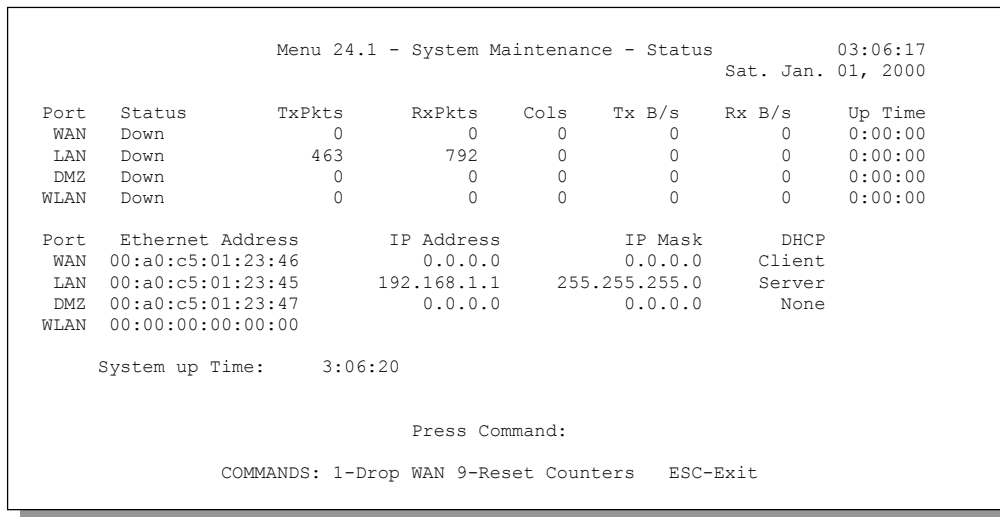 Menu 24.1 - System Maintenance - Status 03:06:17
Sat. Jan. 01, 2000
Port Status TxPkts RxPkts Cols Tx B/s Rx B/s Up Time
WAN Down 0 0 0 0 0 0:00:00
LAN Down 463 792 0 0 0 0:00:00
DMZ Down 0 0 0 0 0 0:00:00
WLAN Down 0 0 0 0 0 0:00:00
Port Ethernet Address IP Address IP Mask DHCP
WAN 00:a0:c5:01:23:46 0.0.0.0 0.0.0.0 Client
LAN 00:a0:c5:01:23:45 192.168.1.1 255.255.255.0 Server
DMZ 00:a0:c5:01:23:47 0.0.0.0 0.0.0.0 None
WLAN 00:00:00:00:00:00
System up Time: 3:06:20
Press Command:
COMMANDS: 1-Drop WAN 9-Reset Counters ESC-Exit